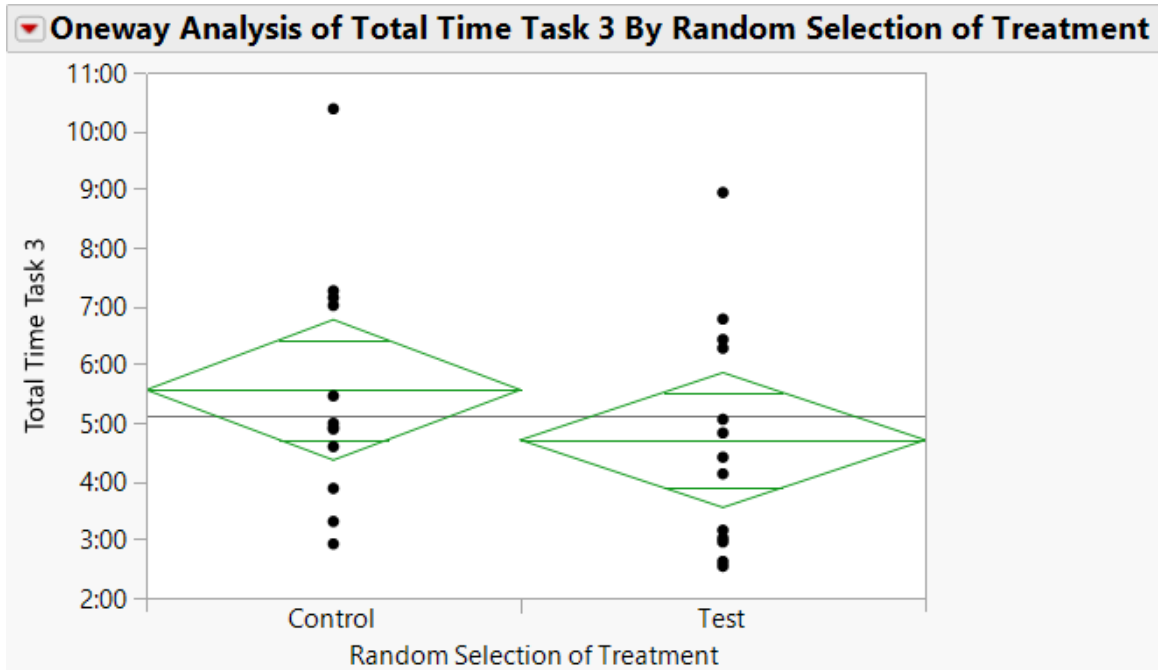 Oneway Analysis of Total Time Task 3 By Random Selection of Treatment
11:00
10:00
9:00
8:00
7:00
6:00
5:00
4:00
3:00
2:00
Total Time Task 3
Control Test
Random Selection of Treatment